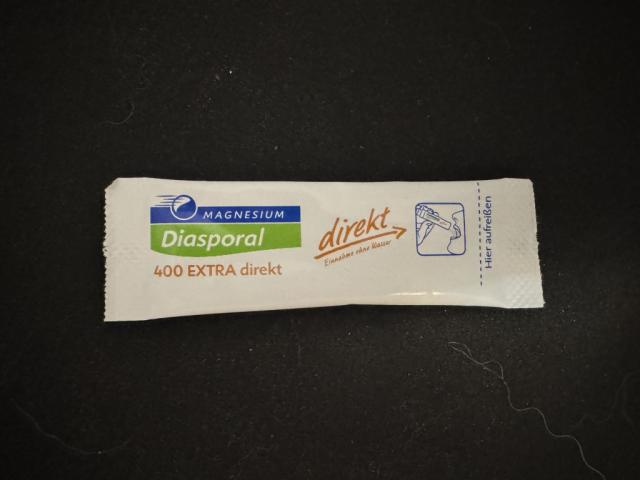 MAGNESIUM
Diasporal
400 EXTRA direkt
direkt
Einnahme ohne Wasser
Hier aufreißen